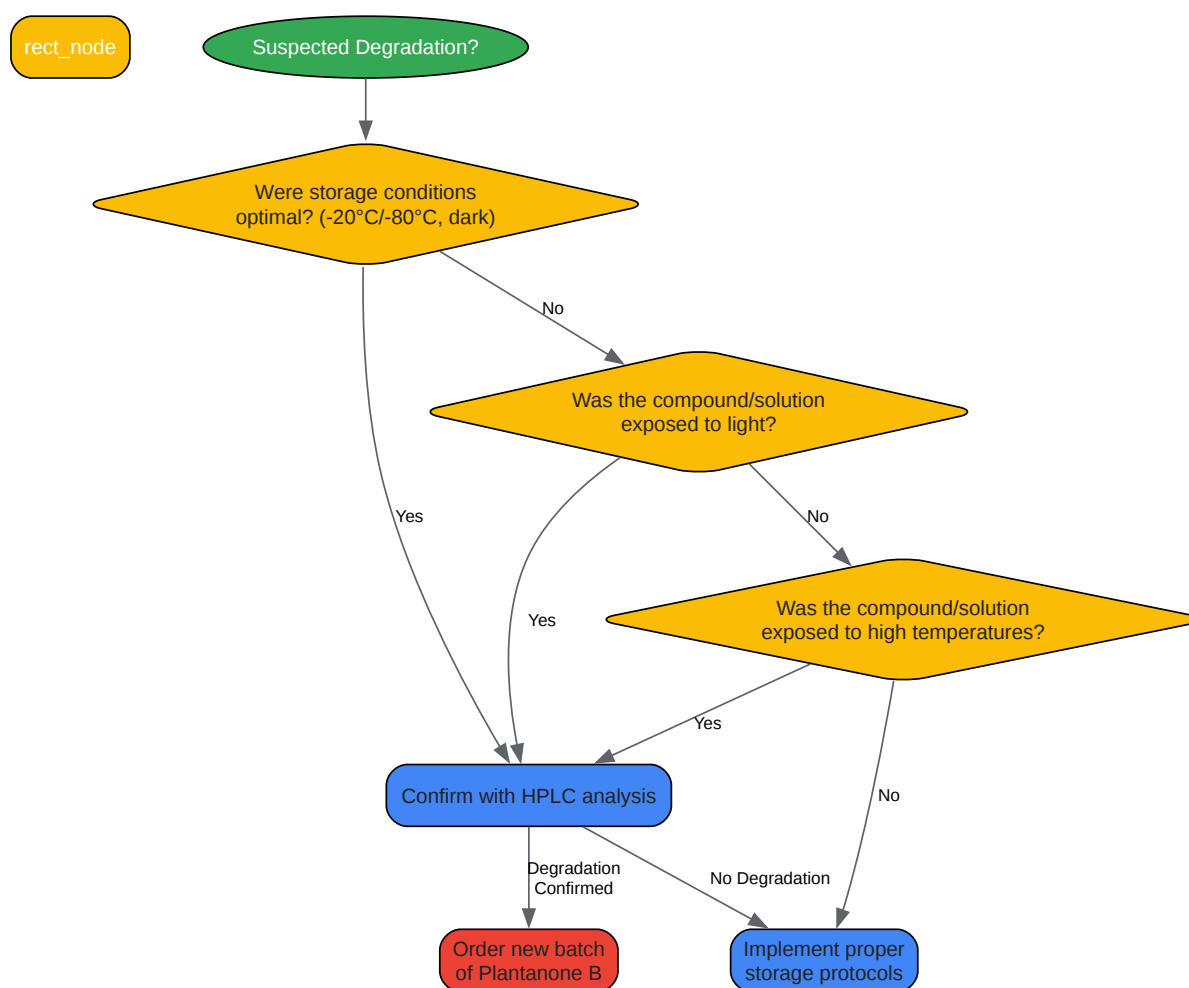 rect_node
Suspected Degradation?
Were storage conditions
optimal? (-20°C/-80°C, dark)
No
Was the compound/solution
exposed to light?
Yes
No
Yes
Was the compound/solution
exposed to high temperatures?
Yes
No
Confirm with HPLC analysis
Degradation
Confirmed
No Degradation
Order new batch
of Plantanone B
Implement proper
storage protocols